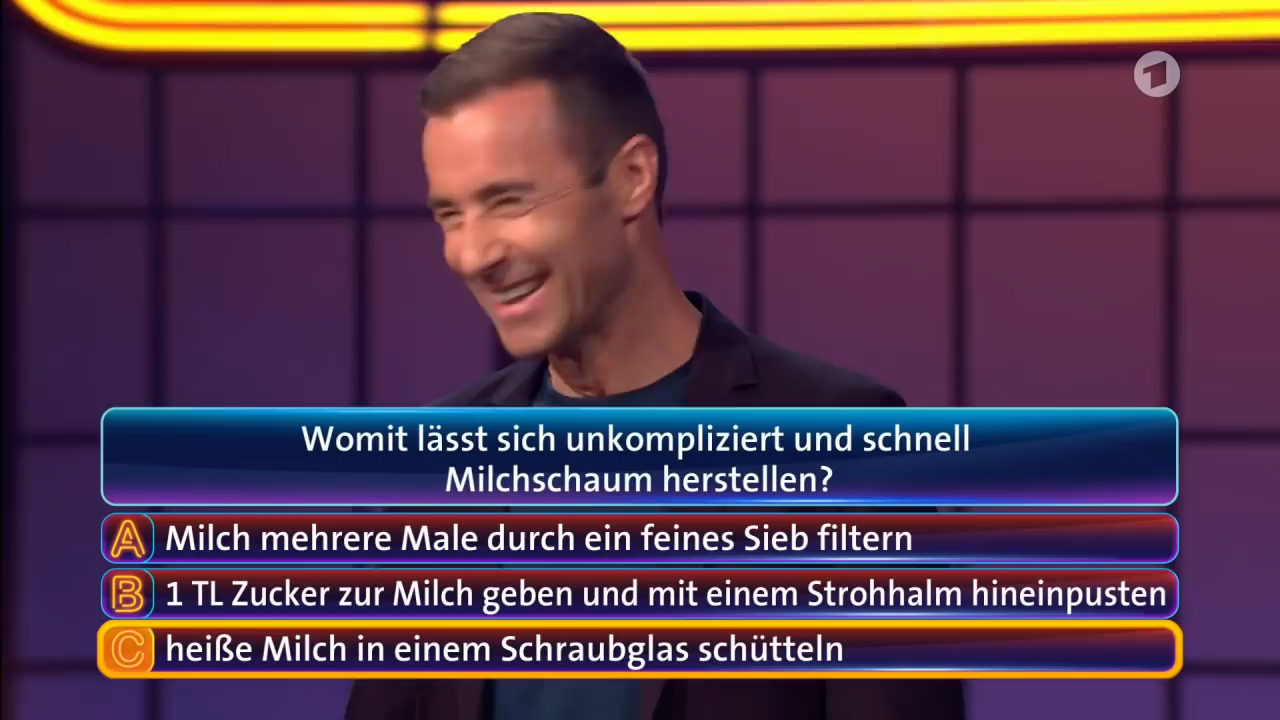 1
Womit lässt sich unkompliziert und schnell
Milchschaum herstellen?
A Milch mehrere Male durch ein feines Sieb filtern
B 1 TL Zucker zur Milch geben und mit einem Strohhalm hineinpusten
C heiße Milch in einem Schraubglas schütteln